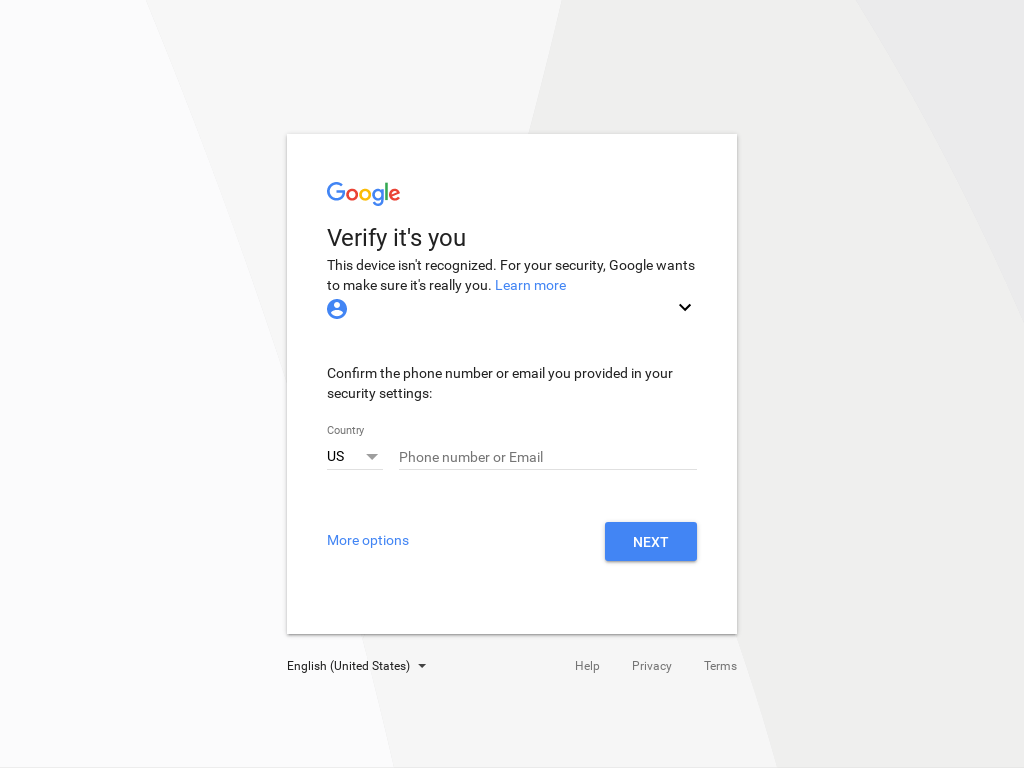 Google
Verify it's you
This device isn't recognized. For your security, Google wants
to make sure it's really you. Learn more
Confirm the phone number or email you provided in your
security settings:
Country
US
Phone number or Email
More options
NEXT
English (United States)
Help
Privacy
Terms